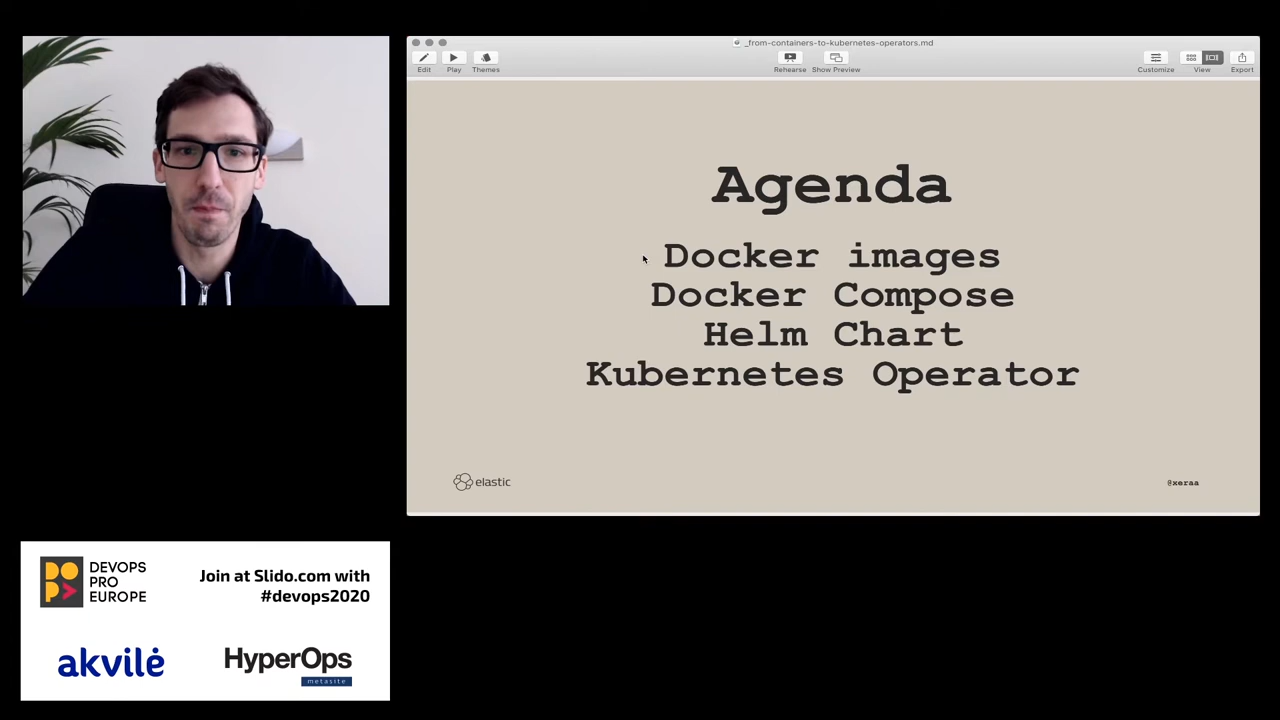 _from-containers-to-kubernetes-operators.md
Edit
Play
Themes
Rehearse
Show Preview
Customize
View
Export
Agenda
Docker images
Docker Compose
Helm Chart
Kubernetes Operator
elastic
@xeraa
DEVOPS
PRO
EUROPE
Join at Slido.com with
#devops2020
akvilė
HyperOps
metasite